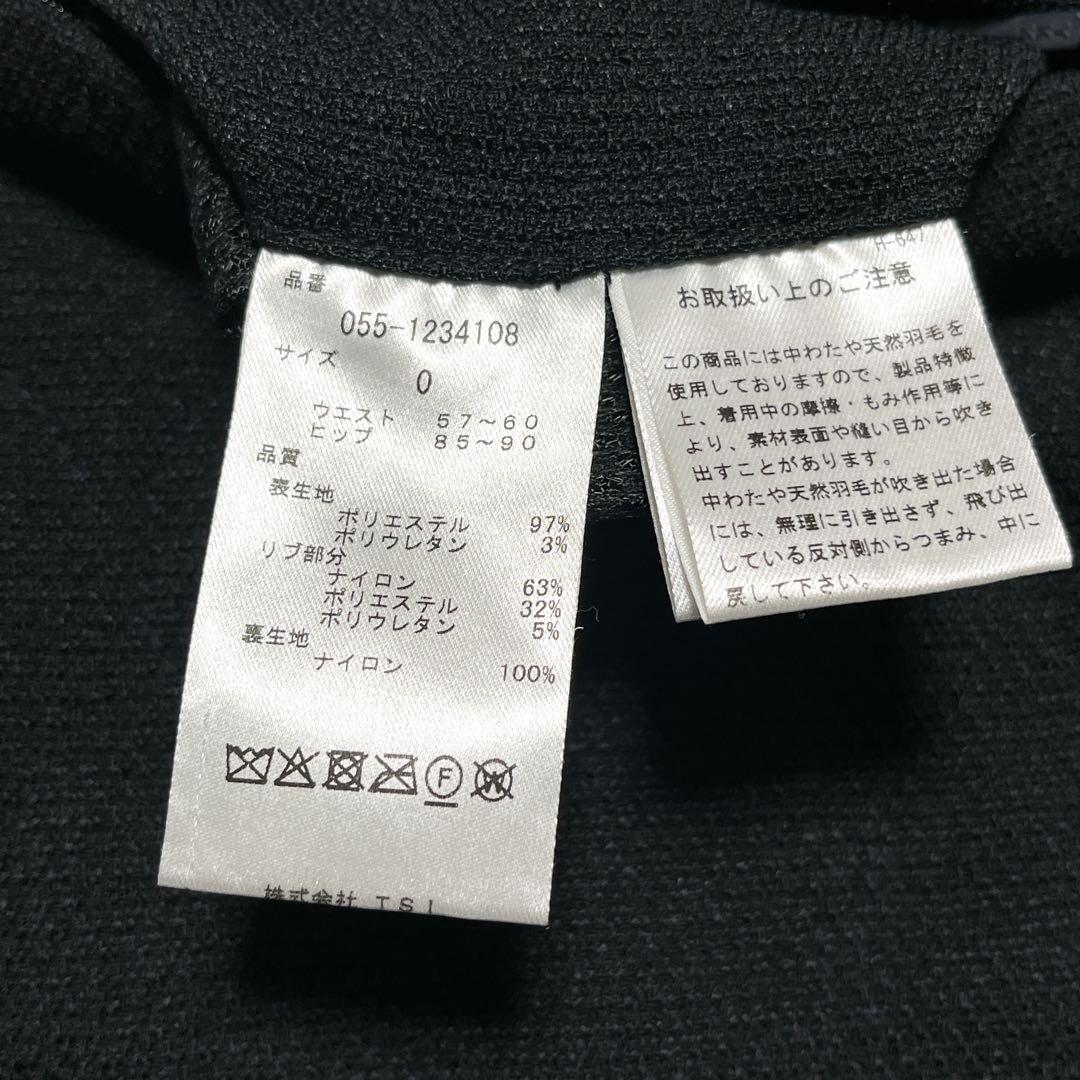 品番
055-1234108
サイズ
0
ウエスト 57～60
ヒップ 85～90
品質
表生地
ポリエステル 97%
ポリウレタン 3%
リブ部分
ナイロン 63%
ポリエステル 32%
ポリウレタン 5%
裏生地
ナイロン 100%
F
W
株式会社 TSI
H-647
お取扱い上のご注意
この商品には中わたや天然羽毛を
使用しておりますので、製品特徴
上、着用中の摩擦・もみ作用等に
より、素材表面や縫い目から吹き
出すことがあります。
中わたや天然羽毛が吹き出た場合
には、無理に引き出さず、飛び出
している反対側からつまみ、中に
戻して下さい。